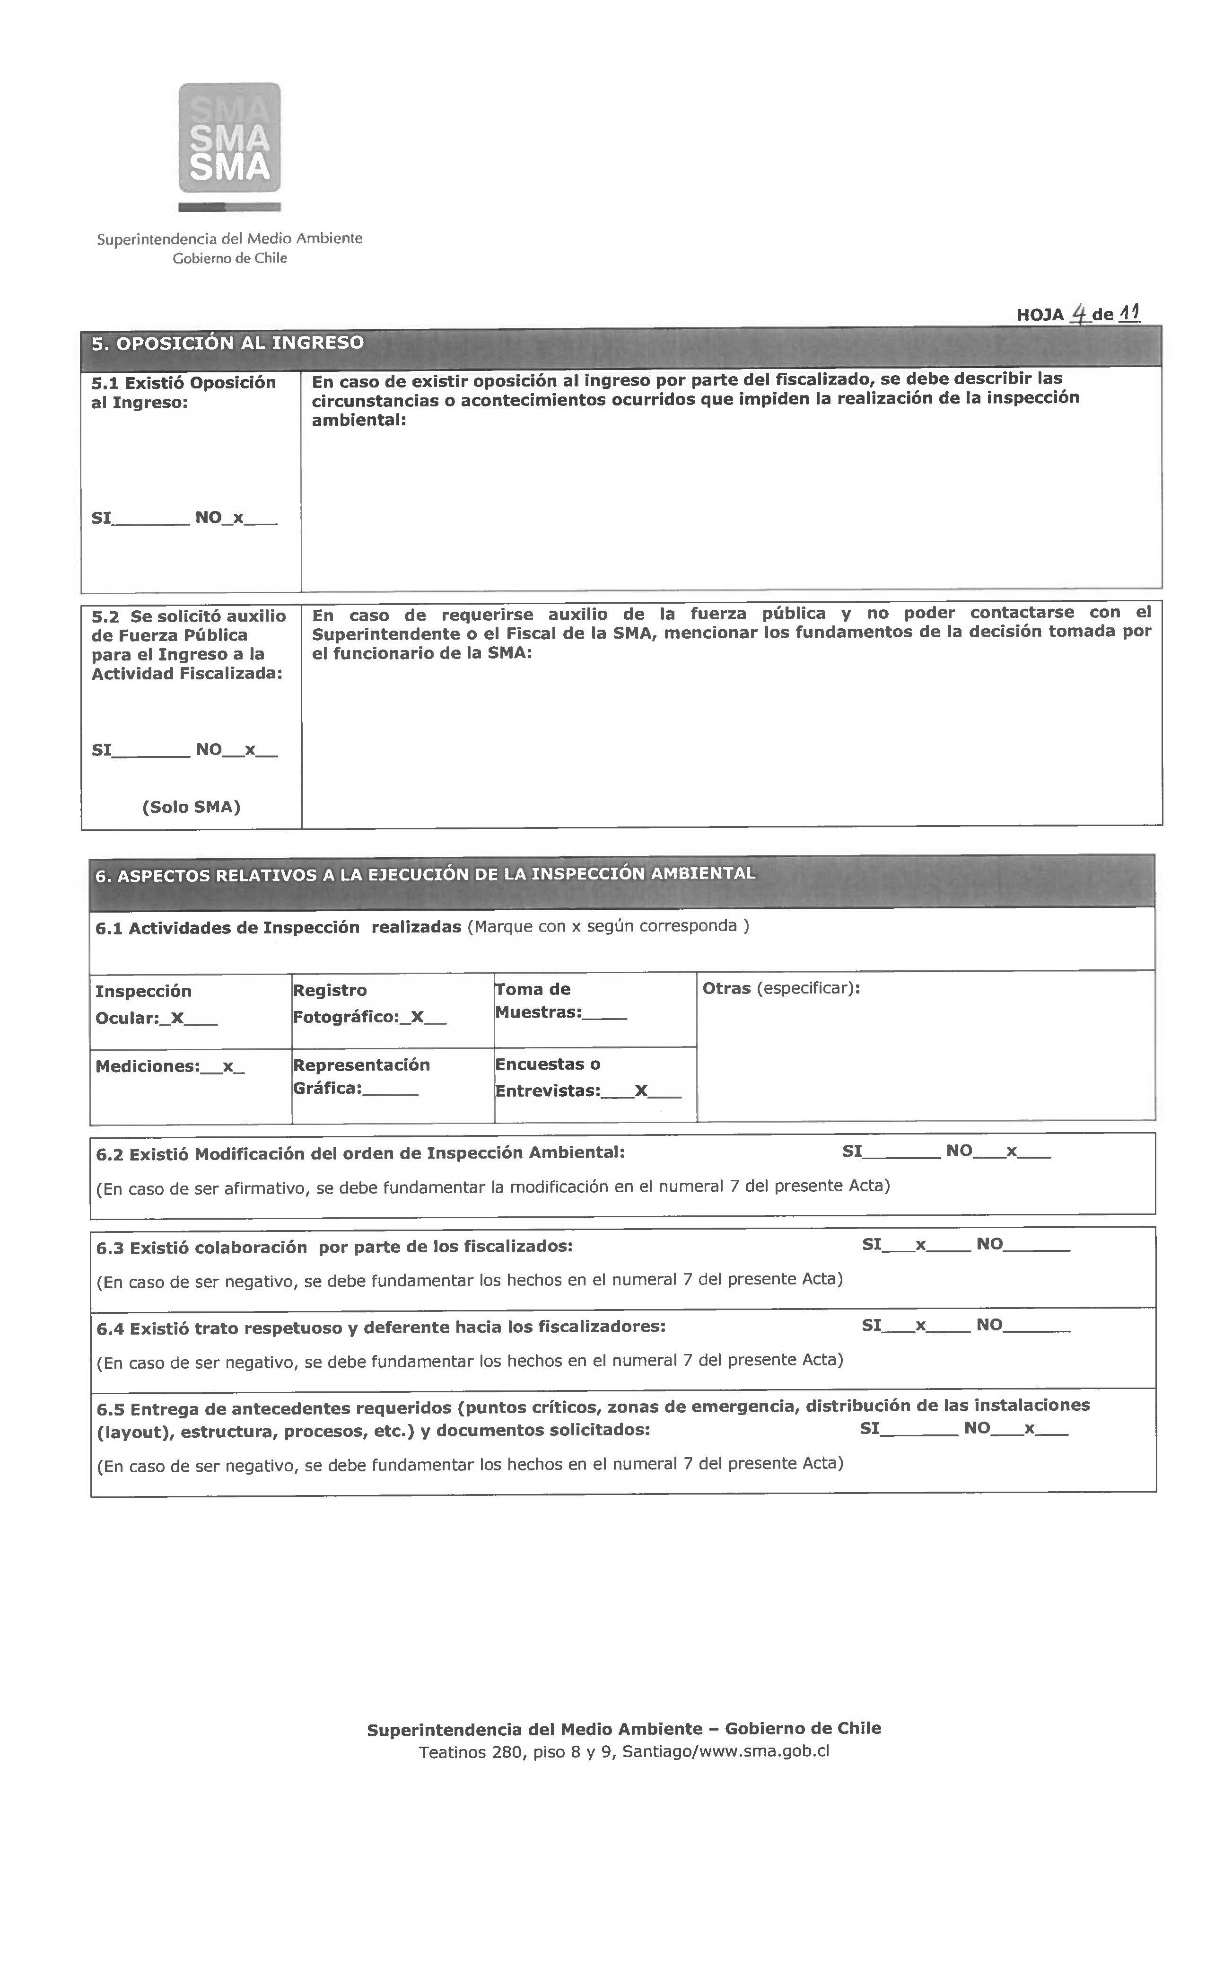 SMA
SMA
SMA
Superintendencia del Medio Ambiente
Gobierno de Chile
HOJA 4 de 11
5. OPOSICIÓN AL INGRESO
5.1 Existió Oposición
al Ingreso:
SI_______ NO_x___
En caso de existir oposición al ingreso por parte del fiscalizado, se debe describir las
circunstancias o acontecimientos ocurridos que impiden la realización de la inspección
ambiental:
5.2 Se solicitó auxilio
de Fuerza Pública
para el Ingreso a la
Actividad Fiscalizada:
SI_______ NO__x__
(Solo SMA)
En caso de requerirse auxilio de la fuerza pública y no poder contactarse con el
Superintendente o el Fiscal de la SMA, mencionar los fundamentos de la decisión tomada por
el funcionario de la SMA:
6. ASPECTOS RELATIVOS A LA EJECUCIÓN DE LA INSPECCIÓN AMBIENTAL
6.1 Actividades de Inspección realizadas (Marque con x según corresponda )
Inspección
Ocular:_X___
Registro
Fotográfico:_X__
Toma de
Muestras:____
Otras (especificar):
Mediciones:__x_
Representación
Gráfica:_____
Encuestas o
Entrevistas:___X___
6.2 Existió Modificación del orden de Inspección Ambiental: SI_______ NO___x___
(En caso de ser afirmativo, se debe fundamentar la modificación en el numeral 7 del presente Acta)
6.3 Existió colaboración por parte de los fiscalizados: SI___x____ NO______
(En caso de ser negativo, se debe fundamentar los hechos en el numeral 7 del presente Acta)
6.4 Existió trato respetuoso y deferente hacia los fiscalizadores: SI___x____ NO______
(En caso de ser negativo, se debe fundamentar los hechos en el numeral 7 del presente Acta)
6.5 Entrega de antecedentes requeridos (puntos críticos, zonas de emergencia, distribución de las instalaciones
(layout), estructura, procesos, etc.) y documentos solicitados: SI_______ NO___x___
(En caso de ser negativo, se debe fundamentar los hechos en el numeral 7 del presente Acta)
Superintendencia del Medio Ambiente – Gobierno de Chile
Teatinos 280, piso 8 y 9, Santiago/www.sma.gob.cl